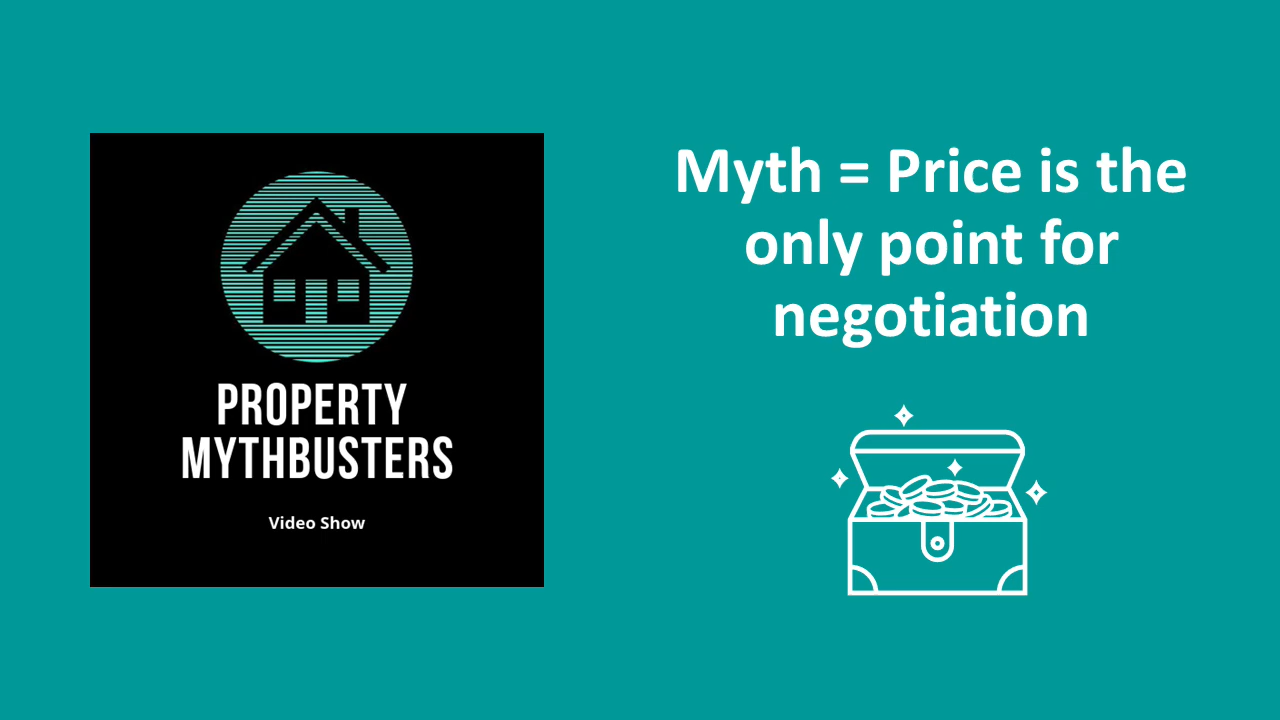 PROPERTY
MYTHBUSTERS
Video Show
Myth = Price is the
only point for
negotiation